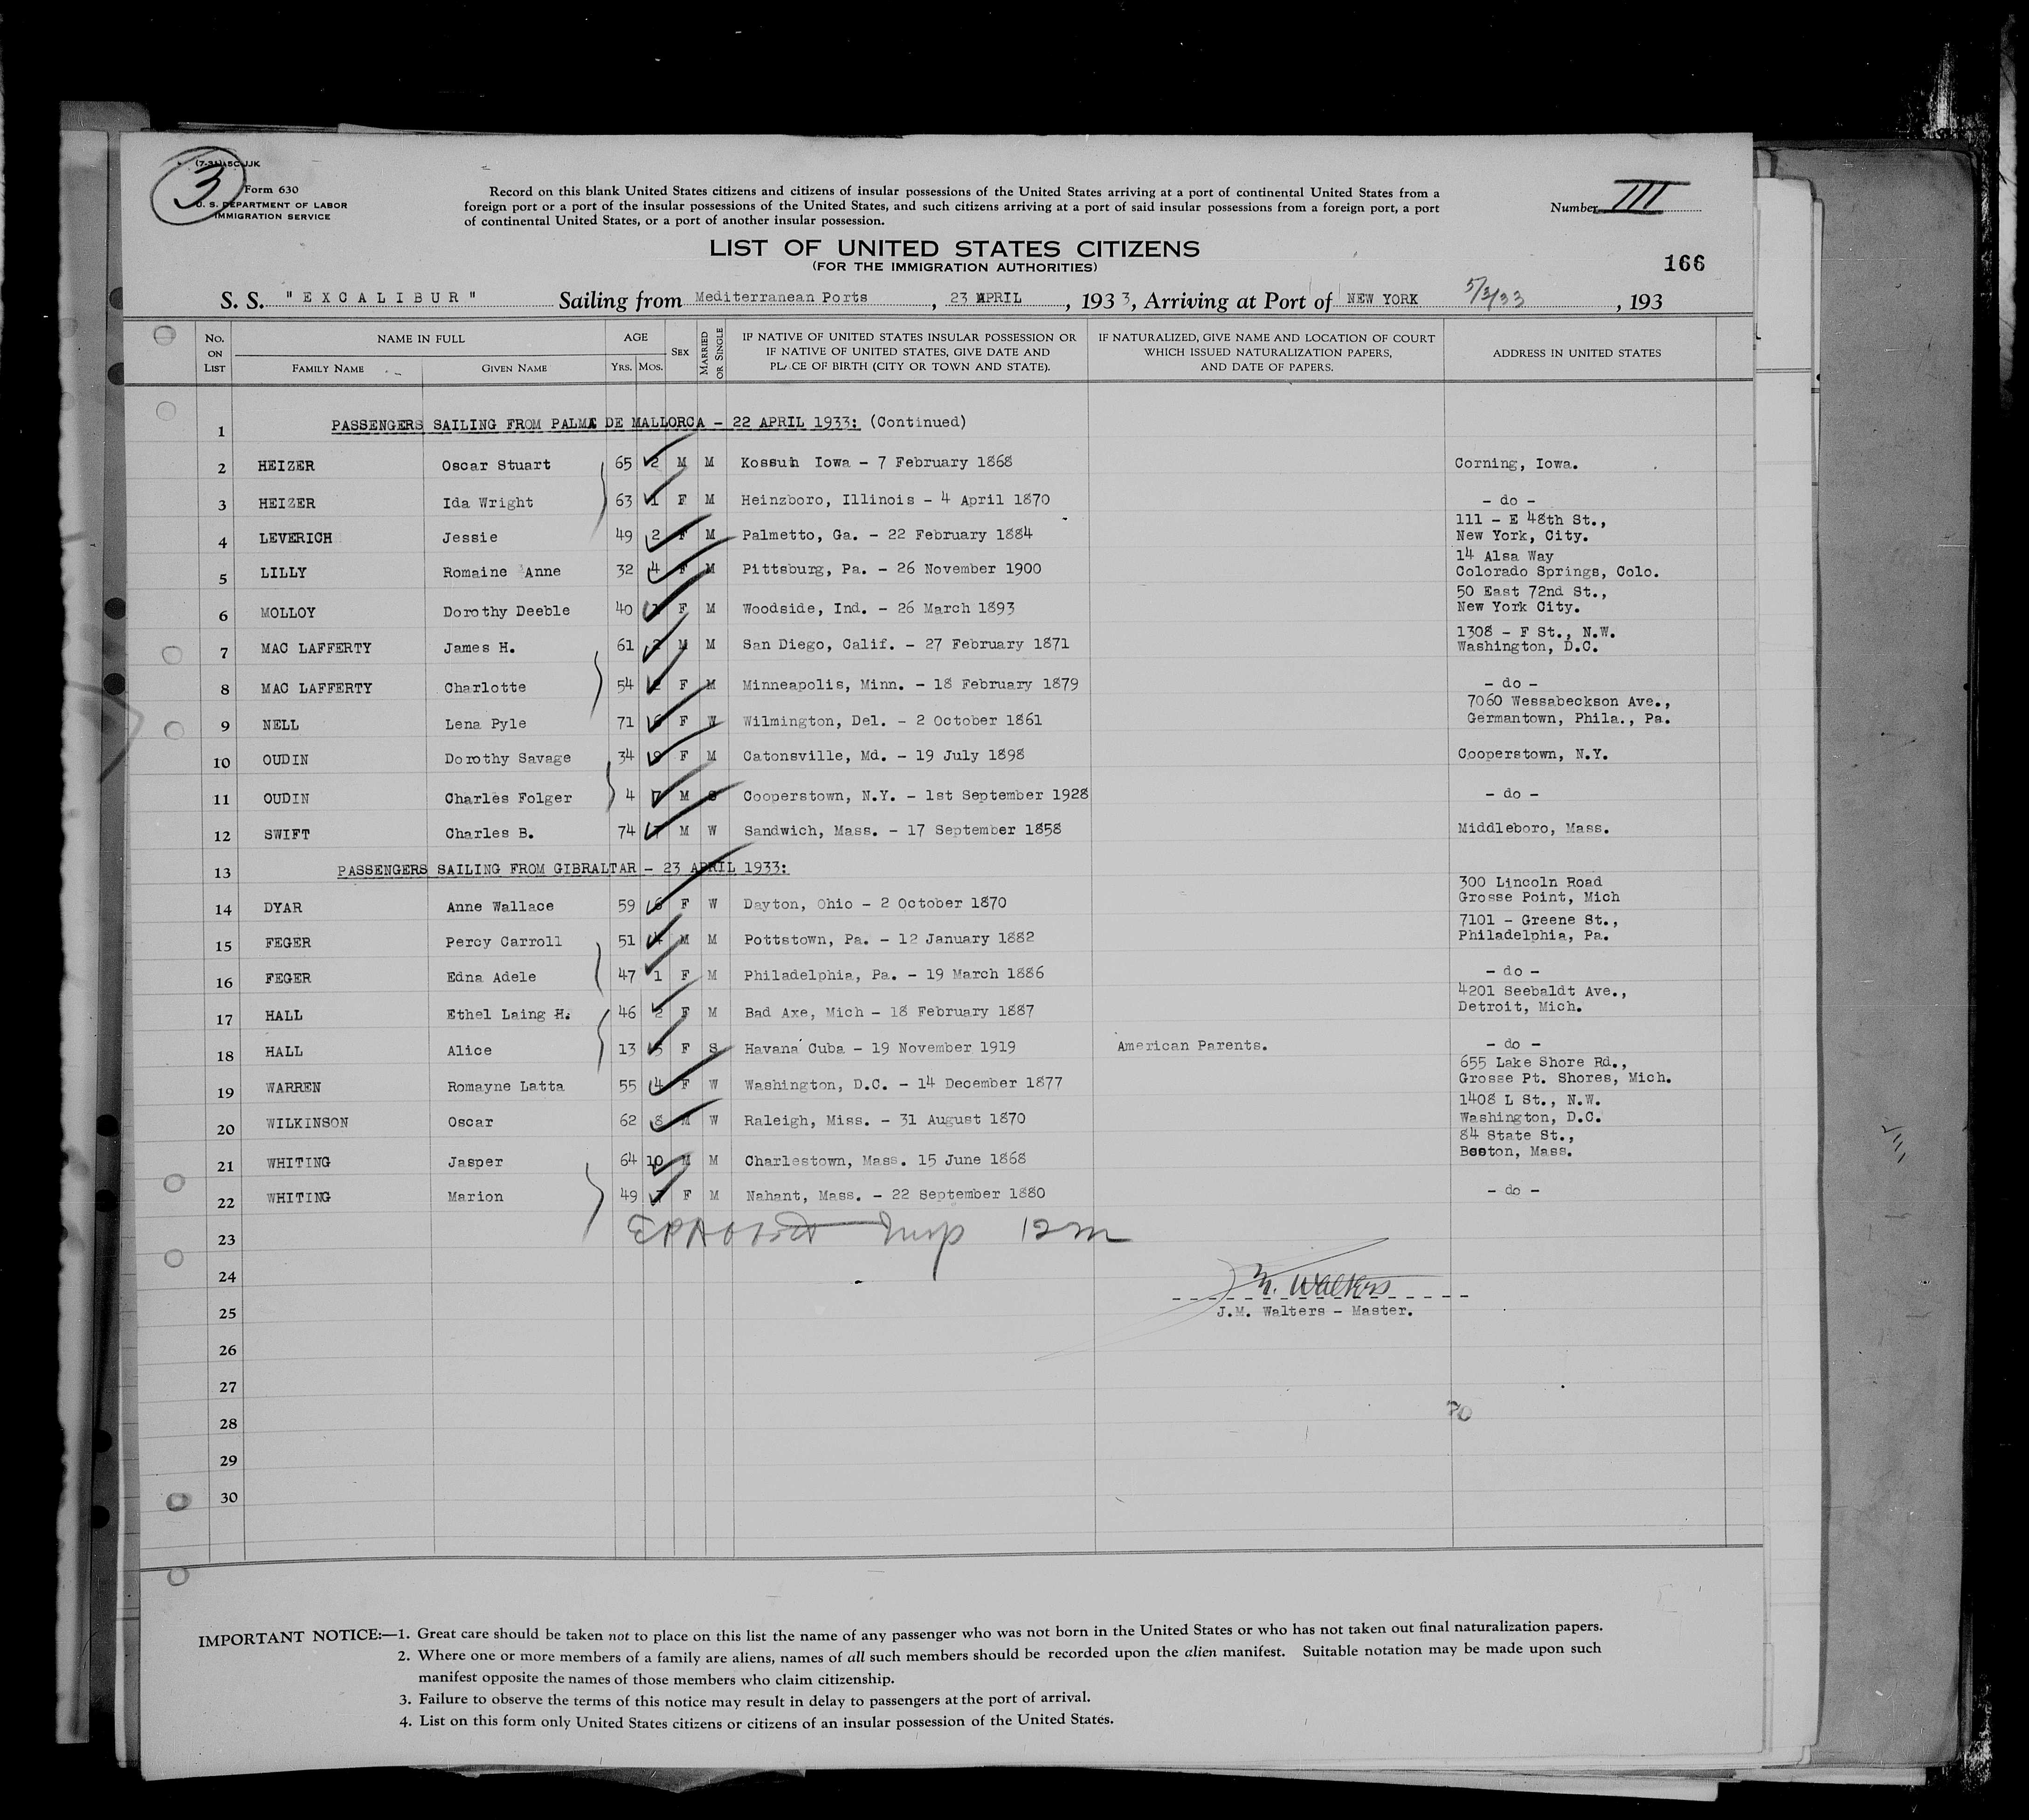 (7-31) 5C JJK
3
Form 630
U. S. DEPARTMENT OF LABOR
IMMIGRATION SERVICE
Record on this blank United States citizens and citizens of insular possessions of the United States arriving at a port of continental United States from a
foreign port or a port of the insular possessions of the United States, and such citizens arriving at a port of said insular possessions from a foreign port, a port
of continental United States, or a port of another insular possession.
Number III
LIST OF UNITED STATES CITIZENS
(FOR THE IMMIGRATION AUTHORITIES)
166
S. S. "EXCALIBUR" Sailing from Mediterranean Ports, 23 APRIL, 1933, Arriving at Port of NEW YORK 5/3/33, 193
No. ON LIST NAME IN FULL AGE SEX MARRIED OR SINGLE IF NATIVE OF UNITED STATES INSULAR POSSESSION OR IF NATIVE OF UNITED STATES, GIVE DATE AND PLACE OF BIRTH (CITY OR TOWN AND STATE). IF NATURALIZED, GIVE NAME AND LOCATION OF COURT WHICH ISSUED NATURALIZATION PAPERS, AND DATE OF PAPERS. ADDRESS IN UNITED STATES
FAMILY NAME GIVEN NAME YRS. MOS.
1 PASSENGERS SAILING FROM PALMA DE MALLORCA - 22 APRIL 1933: (Continued)
2 HEIZER Oscar Stuart 65 2 M M Kossuh Iowa - 7 February 1868 Corning, Iowa.
3 HEIZER Ida Wright 63 1 F M Heinzboro, Illinois - 4 April 1870 - do -
4 LEVERICH Jessie 49 2 F M Palmetto, Ga. - 22 February 1884 111 - E 48th St., New York, City.
5 LILLY Romaine Anne 32 4 F M Pittsburg, Pa. - 26 November 1900 14 Alsa Way Colorado Springs, Colo.
6 MOLLOY Dorothy Deeble 40 1 F M Woodside, Ind. - 26 March 1893 50 East 72nd St., New York City.
7 MAC LAFFERTY James H. 61 2 M M San Diego, Calif. - 27 February 1871 1308 - F St., N.W. Washington, D.C.
8 MAC LAFFERTY Charlotte 54 2 F M Minneapolis, Minn. - 18 February 1879 - do -
9 NELL Lena Pyle 71 6 F W Wilmington, Del. - 2 October 1861 7060 Wessabeckson Ave., Germantown, Phila., Pa.
10 OUDIN Dorothy Savage 34 9 F M Catonsville, Md. - 19 July 1898 Cooperstown, N.Y.
11 OUDIN Charles Folger 4 7 M S Cooperstown, N.Y. - 1st September 1928 - do -
12 SWIFT Charles B. 74 7 M W Sandwich, Mass. - 17 September 1858 Middleboro, Mass.
13 PASSENGERS SAILING FROM GIBRALTAR - 23 APRIL 1933:
14 DYAR Anne Wallace 59 6 F W Dayton, Ohio - 2 October 1870 300 Lincoln Road Grosse Point, Mich
15 FEGER Percy Carroll 51 4 M M Pottstown, Pa. - 12 January 1882 7101 - Greene St., Philadelphia, Pa.
16 FEGER Edna Adele 47 1 F M Philadelphia, Pa. - 19 March 1886 - do -
17 HALL Ethel Laing H. 46 2 F M Bad Axe, Mich - 18 February 1887 4201 Seebaldt Ave., Detroit, Mich.
18 HALL Alice 13 5 F S Havana Cuba - 19 November 1919 American Parents. - do -
19 WARREN Romayne Latta 55 4 F W Washington, D.C. - 14 December 1877 655 Lake Shore Rd., Grosse Pt. Shores, Mich.
20 WILKINSON Oscar 62 8 M W Raleigh, Miss. - 31 August 1870 1408 L St., N.W. Washington, D.C.
21 WHITING Jasper 64 10 M M Charlestown, Mass. 15 June 1868 84 State St., Boston, Mass.
22 WHITING Marion 49 7 F M Nahant, Mass. - 22 September 1880 - do -
23
24
J.M. Walters
25 J.M. Walters - Master.
26
27
28 70
29
30
IMPORTANT NOTICE:—1. Great care should be taken not to place on this list the name of any passenger who was not born in the United States or who has not taken out final naturalization papers.
2. Where one or more members of a family are aliens, names of all such members should be recorded upon the alien manifest. Suitable notation may be made upon such
manifest opposite the names of those members who claim citizenship.
3. Failure to observe the terms of this notice may result in delay to passengers at the port of arrival.
4. List on this form only United States citizens or citizens of an insular possession of the United States.